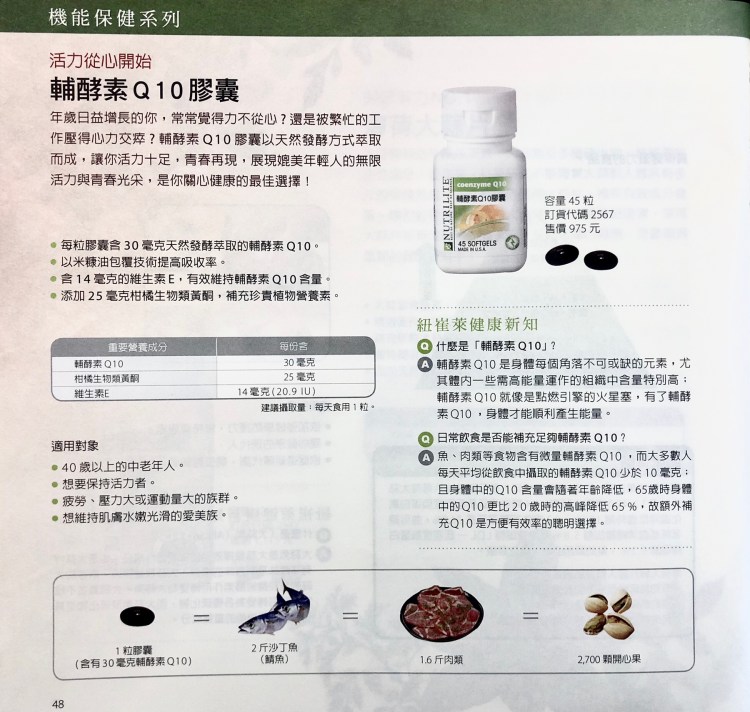 機能保健系列
活力從心開始
輔酵素Q10膠囊
年歲日益增長的你，常常覺得力不從心？還是被繁忙的工
作壓得心力交瘁？輔酵素Q10膠囊以天然發酵方式萃取
而成，讓你活力十足，青春再現，展現媲美年輕人的無限
活力與青春光采，是你關心健康的最佳選擇！
• 每粒膠囊含30毫克天然發酵萃取的輔酵素Q10。
• 以米糠油包覆技術提高吸收率。
• 含14毫克的維生素E，有效維持輔酵素Q10含量。
• 添加25毫克柑橘生物類黃酮，補充珍貴植物營養素。
重要營養成分 每份含
輔酵素Q10 30毫克
柑橘生物類黃酮 25毫克
維生素E 14毫克(20.9 IU)
建議攝取量：每天食用1粒。
適用對象
• 40歲以上的中老年人。
• 想要保持活力者。
• 疲勞、壓力大或運動量大的族群。
• 想維持肌膚水嫩光滑的愛美族。
NUTRILITE
coenzyme Q10
輔酵素Q10膠囊
45 SOFTGELS
MADE IN U.S.A.
容量45粒
訂貨代碼2567
售價975元
紐崔萊健康新知
Q 什麼是「輔酵素Q10」？
A 輔酵素Q10是身體每個角落不可或缺的元素，尤
其體內一些需高能量運作的組織中含量特別高；
輔酵素Q10就像是點燃引擎的火星塞，有了輔酵
素Q10，身體才能順利產生能量。
Q 日常飲食是否能補充足夠輔酵素Q10？
A 魚、肉類等食物含有微量輔酵素Q10，而大多數人
每天平均從飲食中攝取的輔酵素Q10少於10毫克；
且身體中的Q10含量會隨著年齡降低，65歲時身體
中的Q10更比20歲時的高峰降低65%，故額外補
充Q10是方便有效率的聰明選擇。
1粒膠囊
(含有30毫克輔酵素Q10)
=
2斤沙丁魚
(鯖魚)
=
1.6斤肉類
=
2,700顆開心果
48